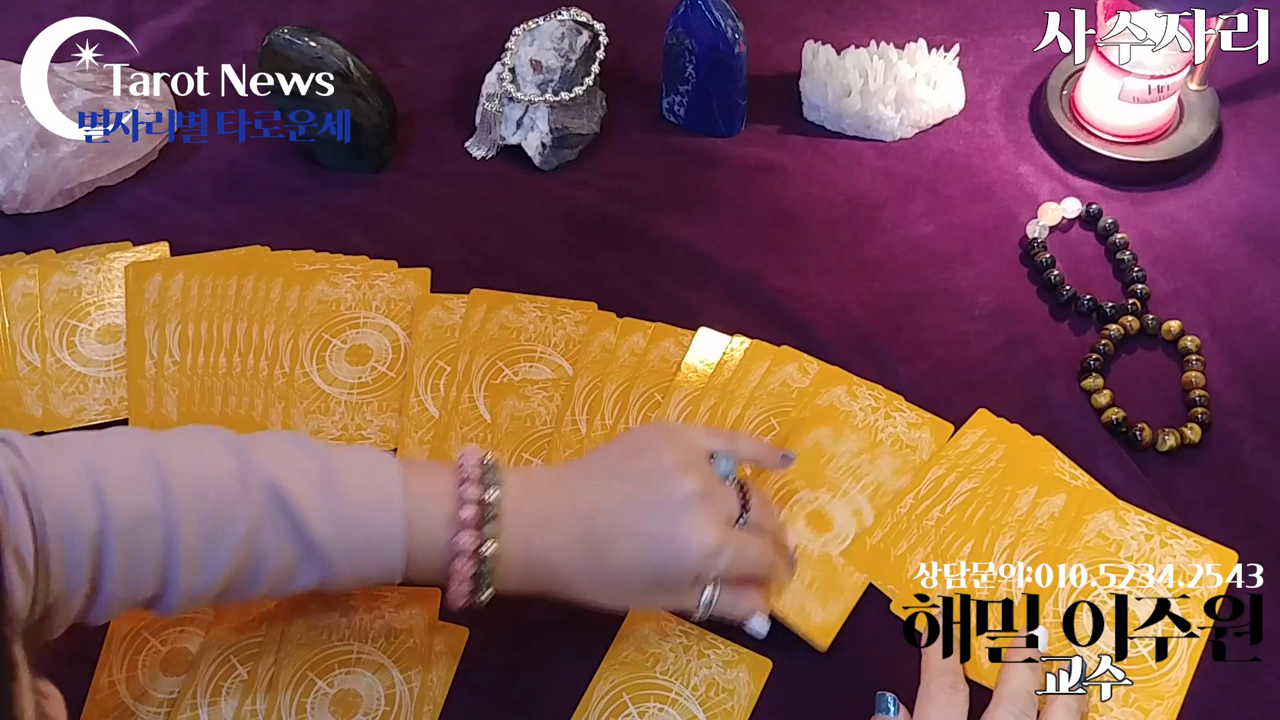 사수자리
Tarot News
별자리별 타로운세
상담문의:010.5234.2543
해밀 이주원
교수